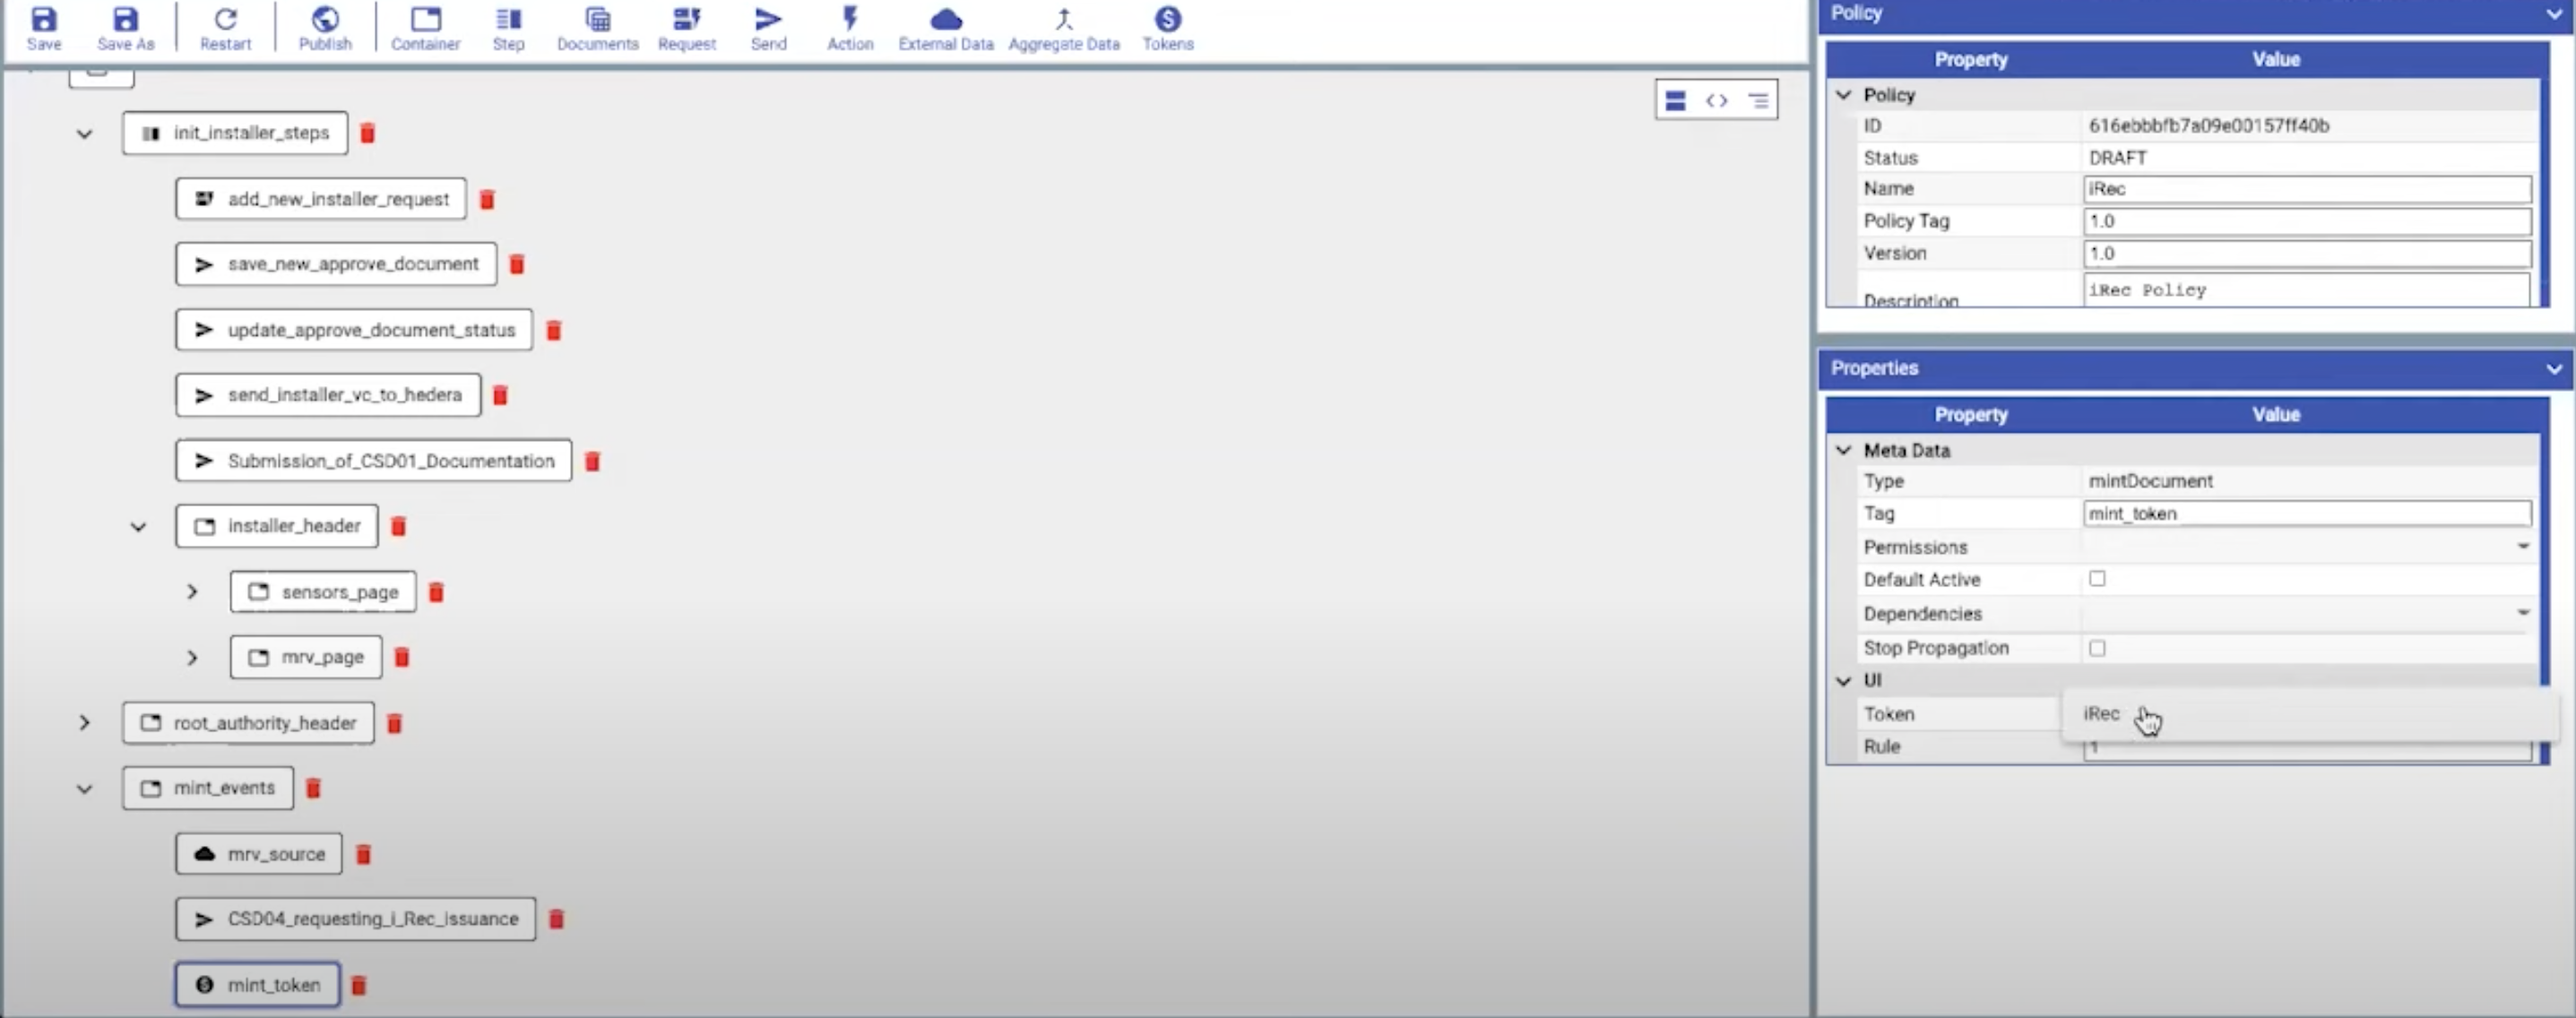 Save
Save As
Restart
Publish
Container
Step
Documents
Request
Send
Action
External Data
Aggregate Data
Tokens
init_installer_steps
add_new_installer_request
save_new_approve_document
update_approve_document_status
send_installer_vc_to_hedera
Submission_of_CSD01_Documentation
installer_header
sensors_page
mrv_page
root_authority_header
mint_events
mrv_source
CSD04_requesting_i_Rec_issuance
mint_token
Policy
Property Value
Policy
ID 616ebbbfb7a09e00157ff40b
Status DRAFT
Name iRec
Policy Tag 1.0
Version 1.0
Description iRec Policy
Properties
Property Value
Meta Data
Type mintDocument
Tag mint_token
Permissions
Default Active
Dependencies
Stop Propagation
UI
Token iRec
Rule 1